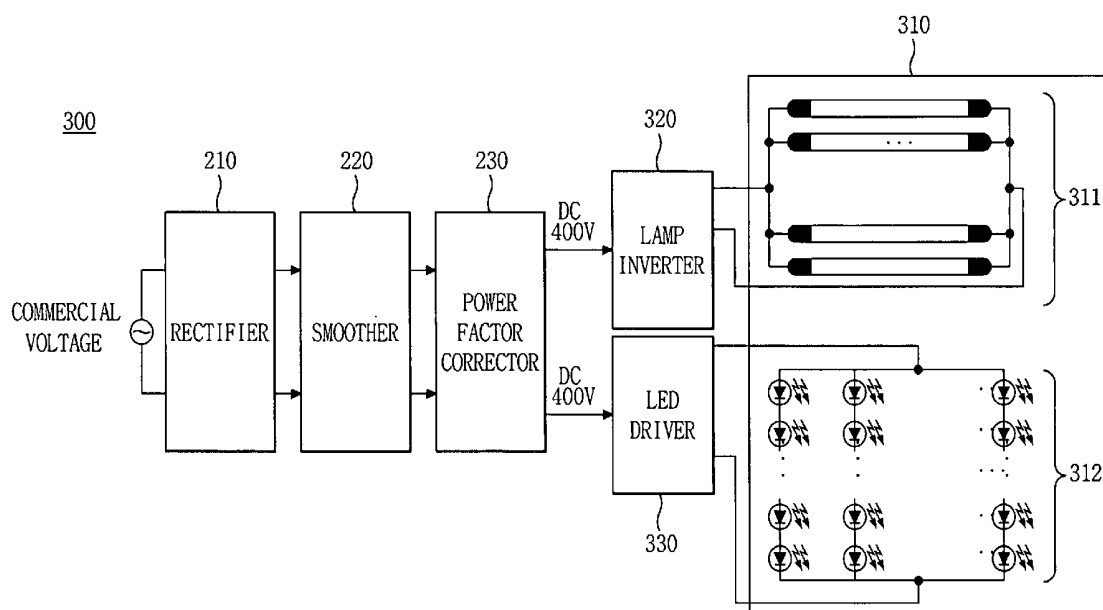 310
300
320
210
220
230
311
DC
400V
LAMP
INVERTER
COMMERCIAL
VOLTAGE
RECTIFIER
SMOOTHER
POWER
FACTOR
CORRECTOR
DC
400V
LED
DRIVER
312
330